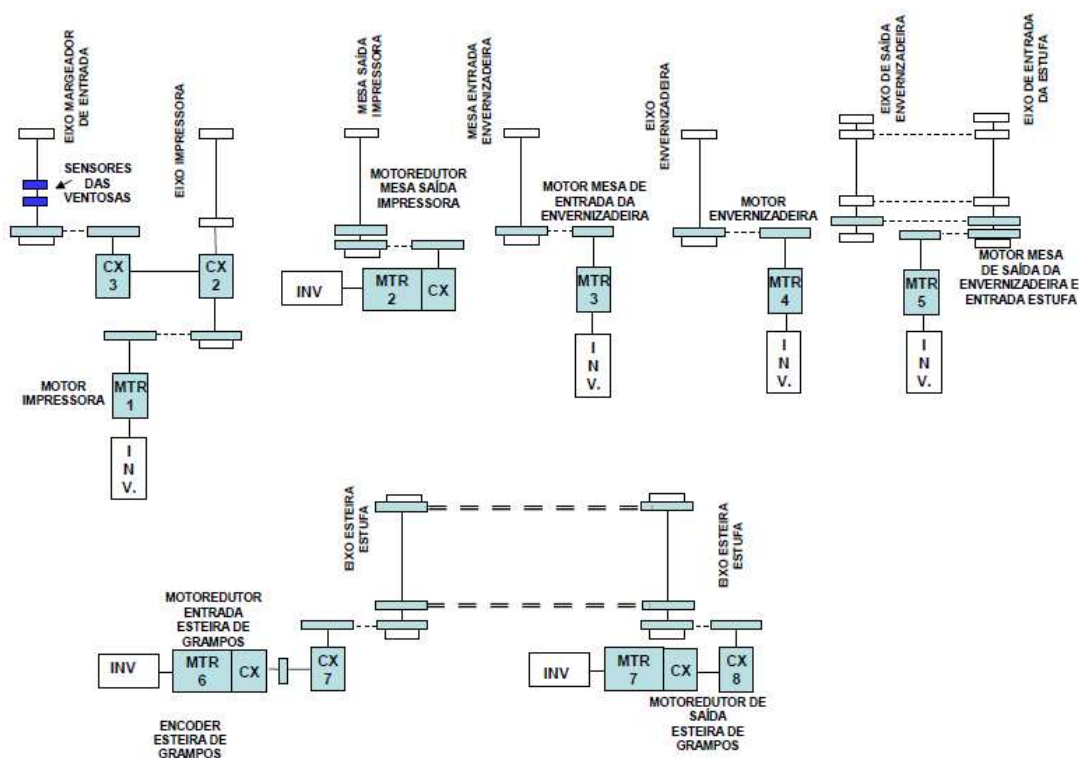 EIXO MARGEADOR
DE ENTRADA
SENSORES
DAS
VENTOSAS
EIXO IMPRESSORA
CX
3
CX
2
MOTOR
IMPRESSORA
MTR
1
I
N
V.
MESA SAÍDA
IMPRESSORA
MOTOREDUTOR
MESA SAÍDA
IMPRESSORA
INV
MTR
2
CX
MESA ENTRADA
ENVERNIZADEIRA
MOTOR MESA DE
ENTRADA DA
ENVERNIZADEIRA
MTR
3
I
N
V.
EIXO
ENVERNIZADEIRA
MOTOR
ENVERNIZADEIRA
MTR
4
I
N
V.
EIXO DE SAÍDA
ENVERNIZADEIRA
EIXO DE ENTRADA
DA ESTUFA
MTR
5
MOTOR MESA
DE SAÍDA DA
ENVERNIZADEIRA E
ENTRADA ESTUFA
I
N
V.
EIXO ESTEIRA
ESTUFA
EIXO ESTEIRA
ESTUFA
MOTOREDUTOR
ENTRADA
ESTEIRA DE
GRAMPOS
INV
MTR
6
CX
CX
7
ENCODER
ESTEIRA DE
GRAMPOS
INV
MTR
7
CX
CX
8
MOTOREDUTOR DE
SAÍDA
ESTEIRA DE
GRAMPOS